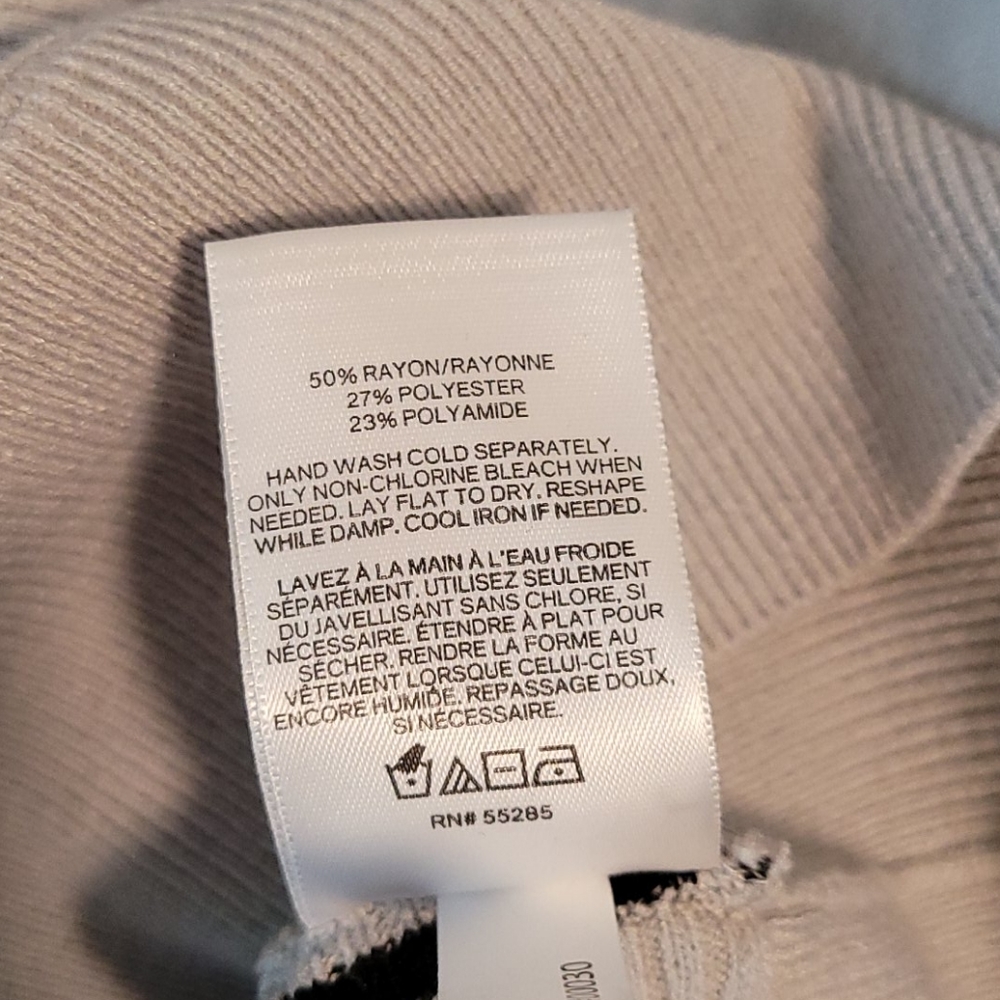 50% RAYON/RAYONNE
27% POLYESTER
23% POLYAMIDE
HAND WASH COLD SEPARATELY.
ONLY NON-CHLORINE BLEACH WHEN
NEEDED. LAY FLAT TO DRY. RESHAPE
WHILE DAMP. COOL IRON IF NEEDED.
LAVEZ À LA MAIN À L'EAU FROIDE
SÉPARÉMENT. UTILISEZ SEULEMENT
DU JAVELLISANT SANS CHLORE, SI
NÉCESSAIRE. ÉTENDRE À PLAT POUR
SÉCHER. RENDRE LA FORME AU
VÊTEMENT LORSQUE CELUI-CI EST
ENCORE HUMIDE. REPASSAGE DOUX,
SI NÉCESSAIRE.
RN# 55285